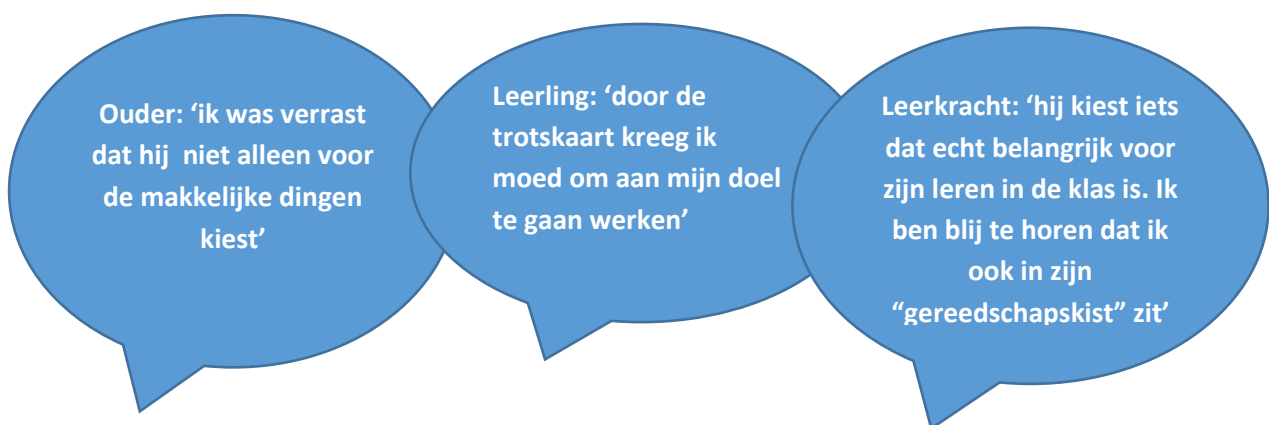 Ouder: ‘ik was verrast
dat hij niet alleen voor
de makkelijke dingen
kiest’
Leerling: ‘door de
trotskaart kreeg ik
moed om aan mijn doel
te gaan werken’
Leerkracht: ‘hij kiest iets
dat echt belangrijk voor
zijn leren in de klas is. Ik
ben blij te horen dat ik
ook in zijn
“gereedschapskist” zit’